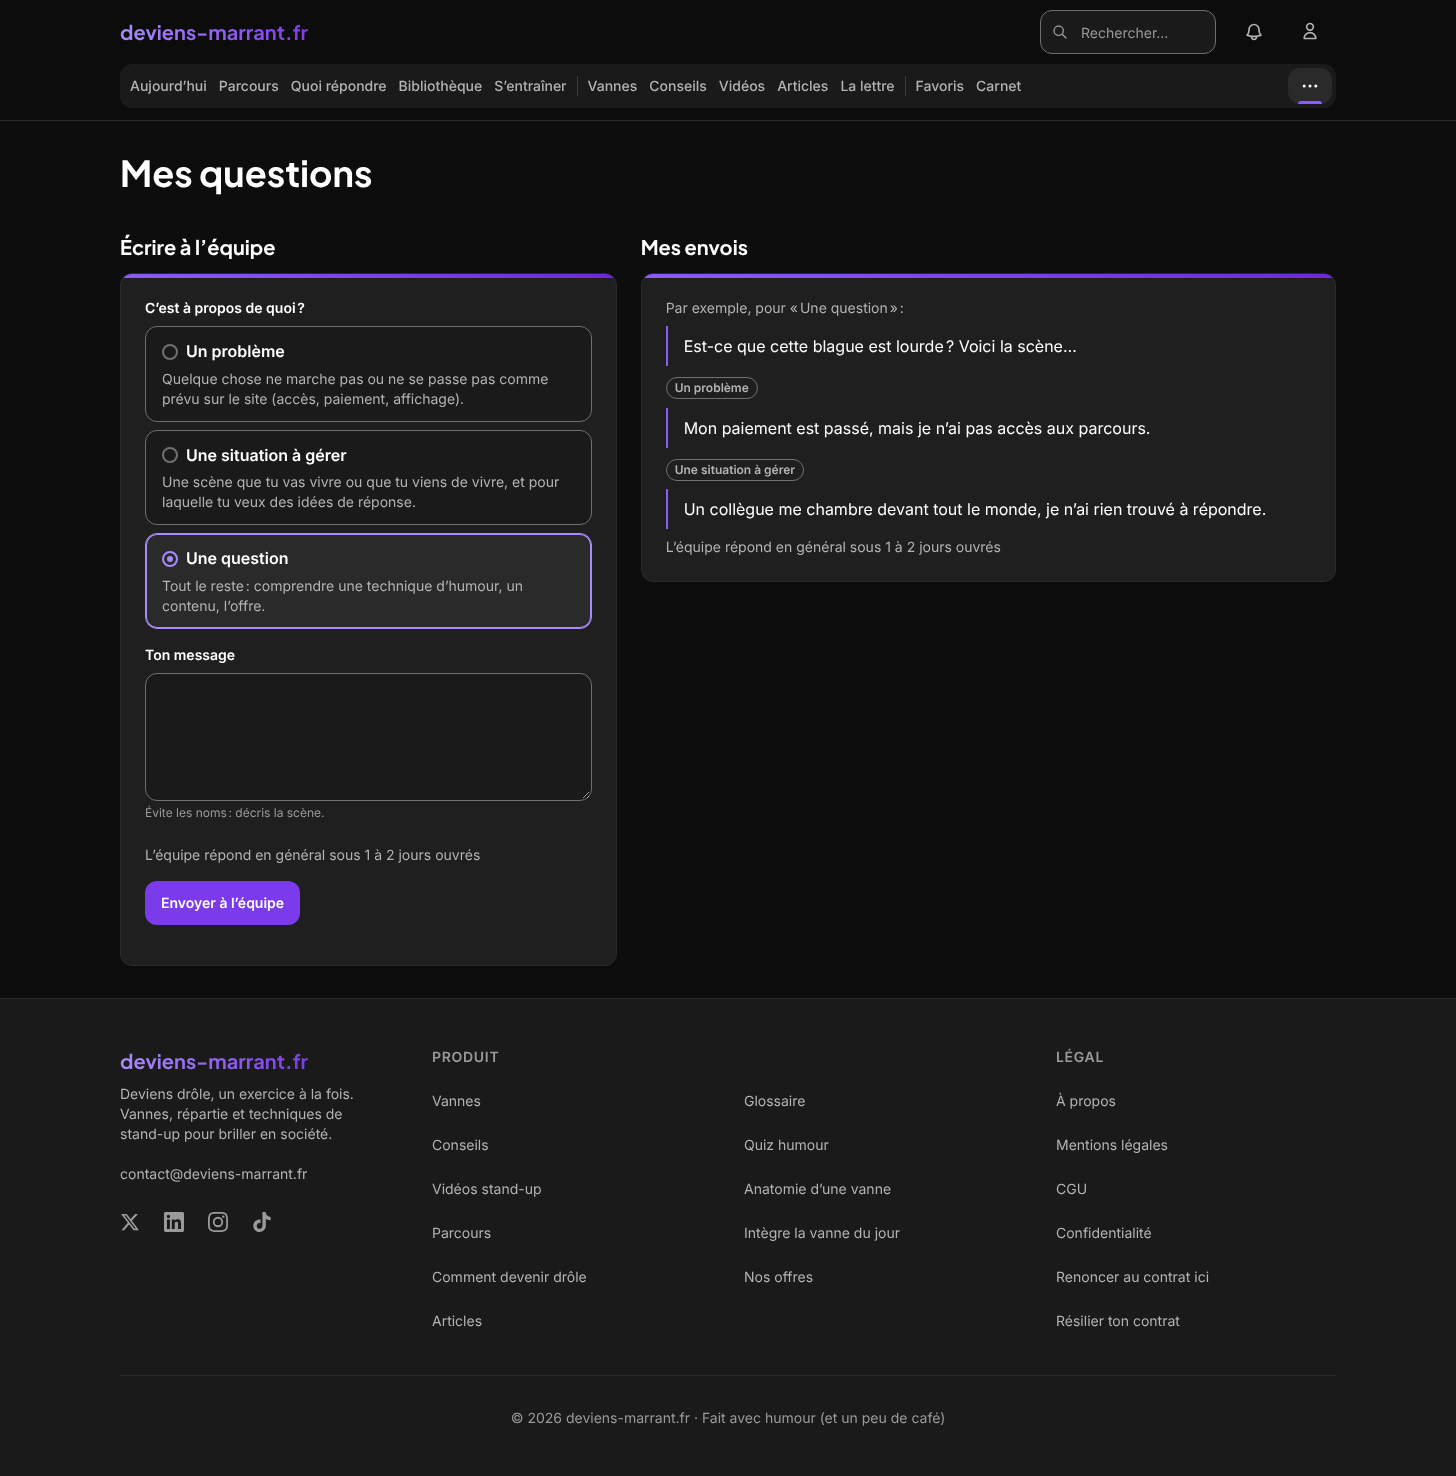 deviens-marrant.fr
Rechercher...
Aujourd’hui Parcours Quoi répondre Bibliothèque S’entraîner Vannes Conseils Vidéos Articles La lettre Favoris Carnet
Mes questions
Écrire à l’équipe
C’est à propos de quoi ?
Un problème
Quelque chose ne marche pas ou ne se passe pas comme
prévu sur le site (accès, paiement, affichage).
Une situation à gérer
Une scène que tu vas vivre ou que tu viens de vivre, et pour
laquelle tu veux des idées de réponse.
Une question
Tout le reste : comprendre une technique d’humour, un
contenu, l’offre.
Ton message
Évite les noms : décris la scène.
L’équipe répond en général sous 1 à 2 jours ouvrés
Envoyer à l’équipe
Mes envois
Par exemple, pour « Une question » :
Est-ce que cette blague est lourde ? Voici la scène…
Un problème
Mon paiement est passé, mais je n’ai pas accès aux parcours.
Une situation à gérer
Un collègue me chambre devant tout le monde, je n’ai rien trouvé à répondre.
L’équipe répond en général sous 1 à 2 jours ouvrés
deviens-marrant.fr
Deviens drôle, un exercice à la fois.
Vannes, répartie et techniques de
stand-up pour briller en société.
contact@deviens-marrant.fr
PRODUIT
Vannes
Conseils
Vidéos stand-up
Parcours
Comment devenir drôle
Articles
Glossaire
Quiz humour
Anatomie d’une vanne
Intègre la vanne du jour
Nos offres
LÉGAL
À propos
Mentions légales
CGU
Confidentialité
Renoncer au contrat ici
Résilier ton contrat
© 2026 deviens-marrant.fr · Fait avec humour (et un peu de café)